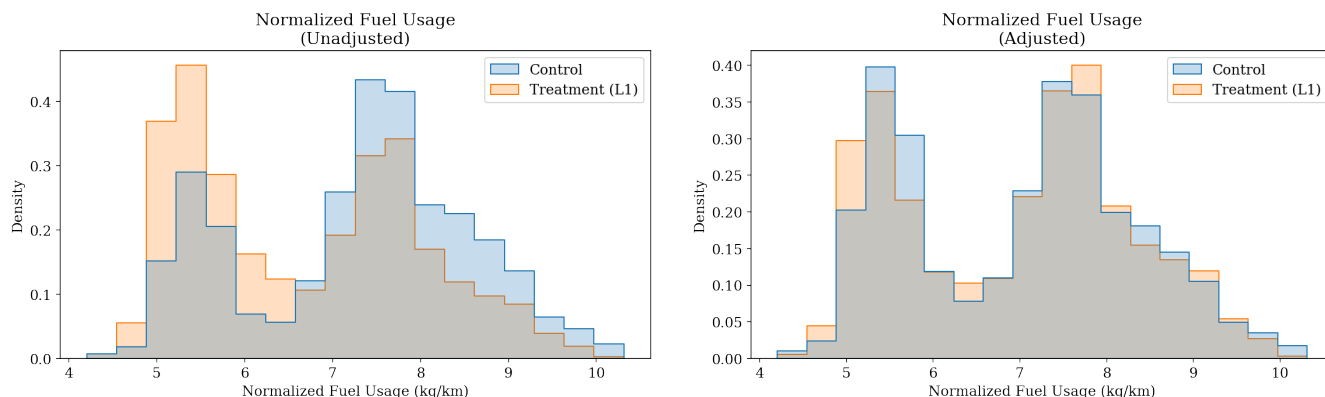 Normalized Fuel Usage
(Unadjusted)
Control
Treatment (L1)
Density
0.4
0.3
0.2
0.1
0.0
4 5 6 7 8 9 10
Normalized Fuel Usage (kg/km)
Normalized Fuel Usage
(Adjusted)
Control
Treatment (L1)
Density
0.40
0.35
0.30
0.25
0.20
0.15
0.10
0.05
0.00
4 5 6 7 8 9 10
Normalized Fuel Usage (kg/km)